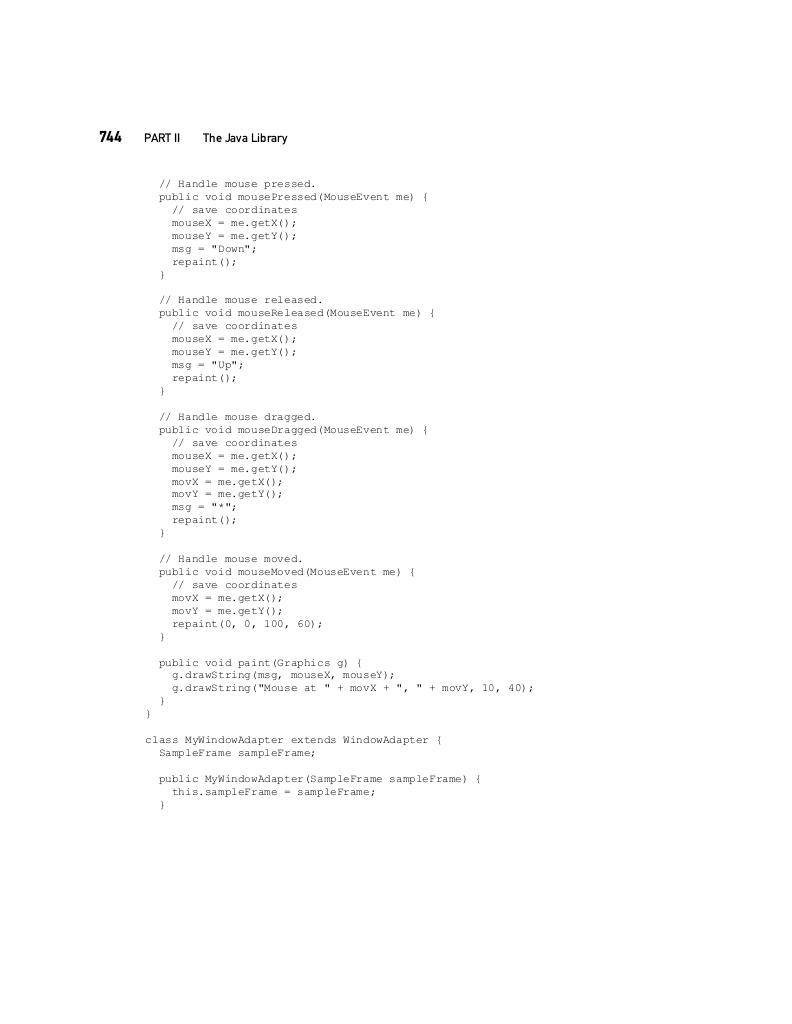 744 PART II The Java Library
// Handle mouse pressed.
public void mousePressed(MouseEvent me) {
// save coordinates
mouseX = me.getX();
mouseY = me.getY();
msg = "Down";
repaint();
}
// Handle mouse released.
public void mouseReleased(MouseEvent me) {
// save coordinates
mouseX = me.getX();
mouseY = me.getY();
msg = "Up";
repaint();
}
// Handle mouse dragged.
public void mouseDragged(MouseEvent me) {
// save coordinates
mouseX = me.getX();
mouseY = me.getY();
movX = me.getX();
movY = me.getY();
msg = "*";
repaint();
}
// Handle mouse moved.
public void mouseMoved(MouseEvent me) {
// save coordinates
movX = me.getX();
movY = me.getY();
repaint(0, 0, 100, 60);
}
public void paint(Graphics g) {
g.drawString(msg, mouseX, mouseY);
g.drawString("Mouse at " + movX + ", " + movY, 10, 40);
}
}
class MyWindowAdapter extends WindowAdapter {
SampleFrame sampleFrame;
public MyWindowAdapter(SampleFrame sampleFrame) {
this.sampleFrame = sampleFrame;
}